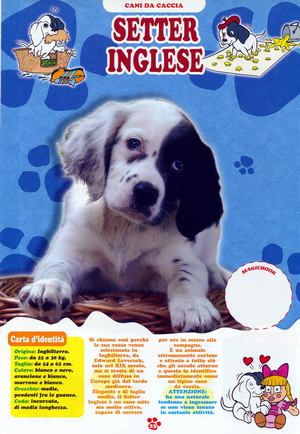 CANI DA CACCIA
SETTER
INGLESE
MAGICBOOK
Carta d'identità
Origine: Inghilterra.
Peso: da 25 a 30 kg.
Taglia: da 54 a 62 cm.
Colore: bianco e nero,
arancione e bianco,
marrone e bianco.
Orecchie: medie,
pendenti fra le guance.
Coda: incurvata,
di media lunghezza.
Si chiama così perché
la sua razza venne
selezionata in
Inghilterra, da
Edward Laverack,
solo nel XIX secolo,
ma si tratta di un
cane diffuso in
Europa già dal tardo
medioevo.
Elegante e di taglia
media, il Setter
Inglese è un cane mite
ma molto attivo,
capace di correre
per ore in mezzo alla
campagna.
È un animale
estremamente curioso
e attento a tutto ciò
che gli accade attorno
e questo lo identifica
immediatamente come
un tipico cane
da caccia.
ATTENZIONE:
ha una naturale
tendenza a ingrassare
se non viene tenuto
in costante attività.